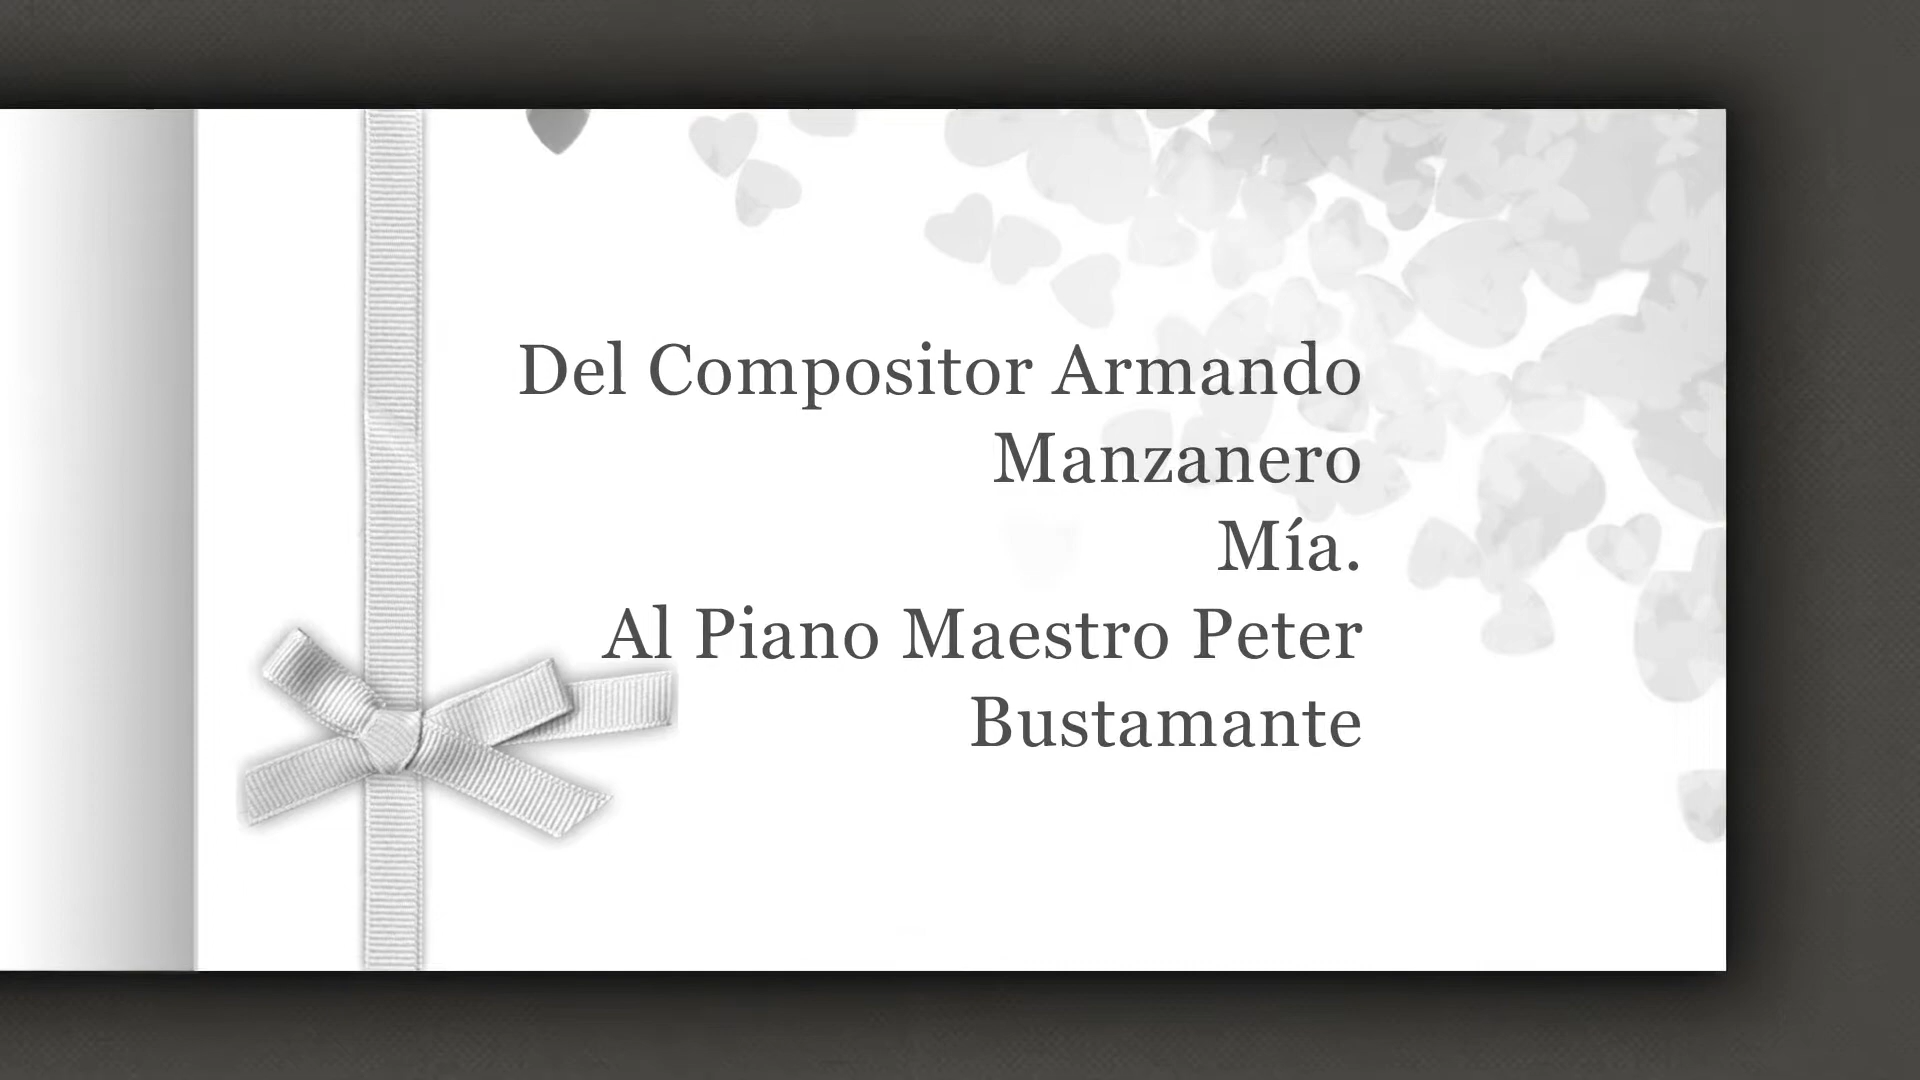 Del Compositor Armando
Manzanero
Mía.
Al Piano Maestro Peter
Bustamante